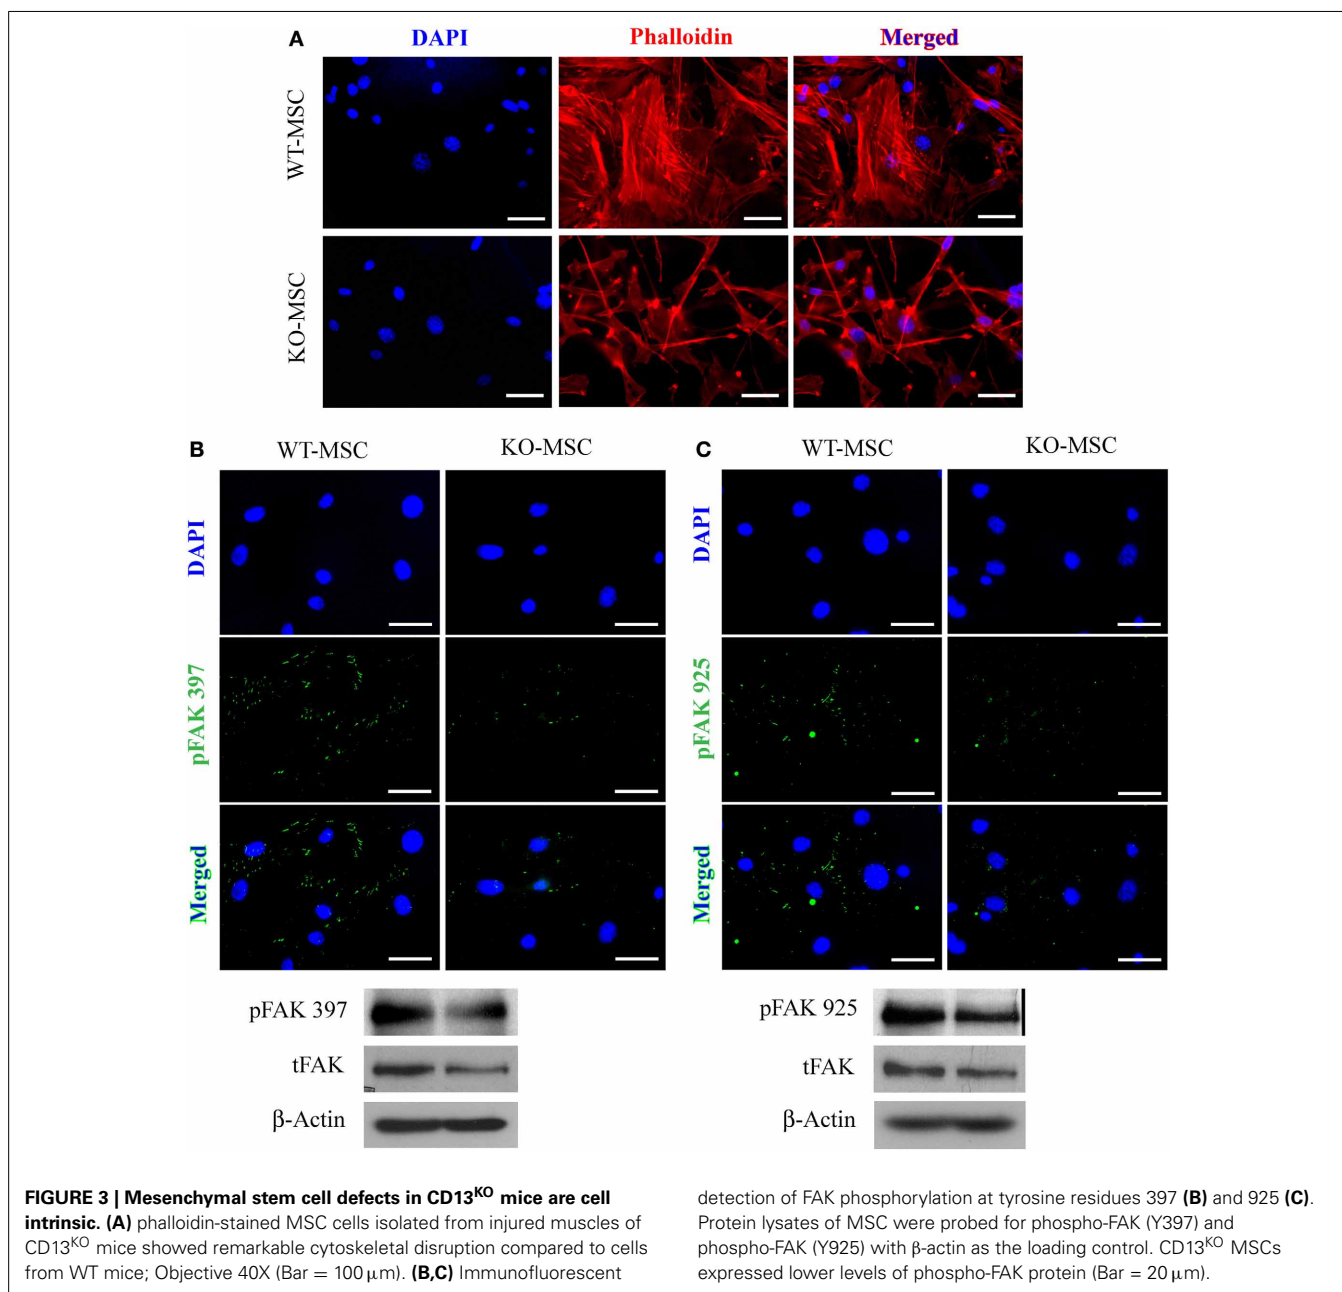 A
DAPI
Phalloidin
Merged
WT-MSC
KO-MSC
B
WT-MSC
KO-MSC
DAPI
pFAK 397
Merged
pFAK 397
tFAK
β-Actin
C
WT-MSC
KO-MSC
DAPI
pFAK 925
Merged
pFAK 925
tFAK
β-Actin
FIGURE 3 | Mesenchymal stem cell defects in CD13KO mice are cell
intrinsic. (A) phalloidin-stained MSC cells isolated from injured muscles of
CD13KO mice showed remarkable cytoskeletal disruption compared to cells
from WT mice; Objective 40X (Bar = 100 μm). (B,C) Immunofluorescent
detection of FAK phosphorylation at tyrosine residues 397 (B) and 925 (C).
Protein lysates of MSC were probed for phospho-FAK (Y397) and
phospho-FAK (Y925) with β-actin as the loading control. CD13KO MSCs
expressed lower levels of phospho-FAK protein (Bar = 20 μm).